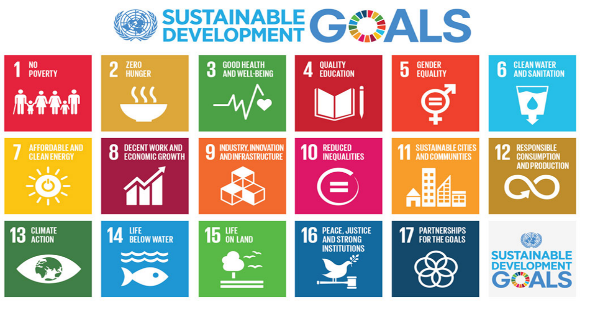 SUSTAINABLE
DEVELOPMENT
GOALS
1 NO
POVERTY
2 ZERO
HUNGER
3 GOOD HEALTH
AND WELL-BEING
4 QUALITY
EDUCATION
5 GENDER
EQUALITY
6 CLEAN WATER
AND SANITATION
7 AFFORDABLE AND
CLEAN ENERGY
8 DECENT WORK AND
ECONOMIC GROWTH
9 INDUSTRY, INNOVATION
AND INFRASTRUCTURE
10 REDUCED
INEQUALITIES
11 SUSTAINABLE CITIES
AND COMMUNITIES
12 RESPONSIBLE
CONSUMPTION
AND PRODUCTION
13 CLIMATE
ACTION
14 LIFE
BELOW WATER
15 LIFE
ON LAND
16 PEACE, JUSTICE
AND STRONG
INSTITUTIONS
17 PARTNERSHIPS
FOR THE GOALS
SUSTAINABLE
DEVELOPMENT
GOALS